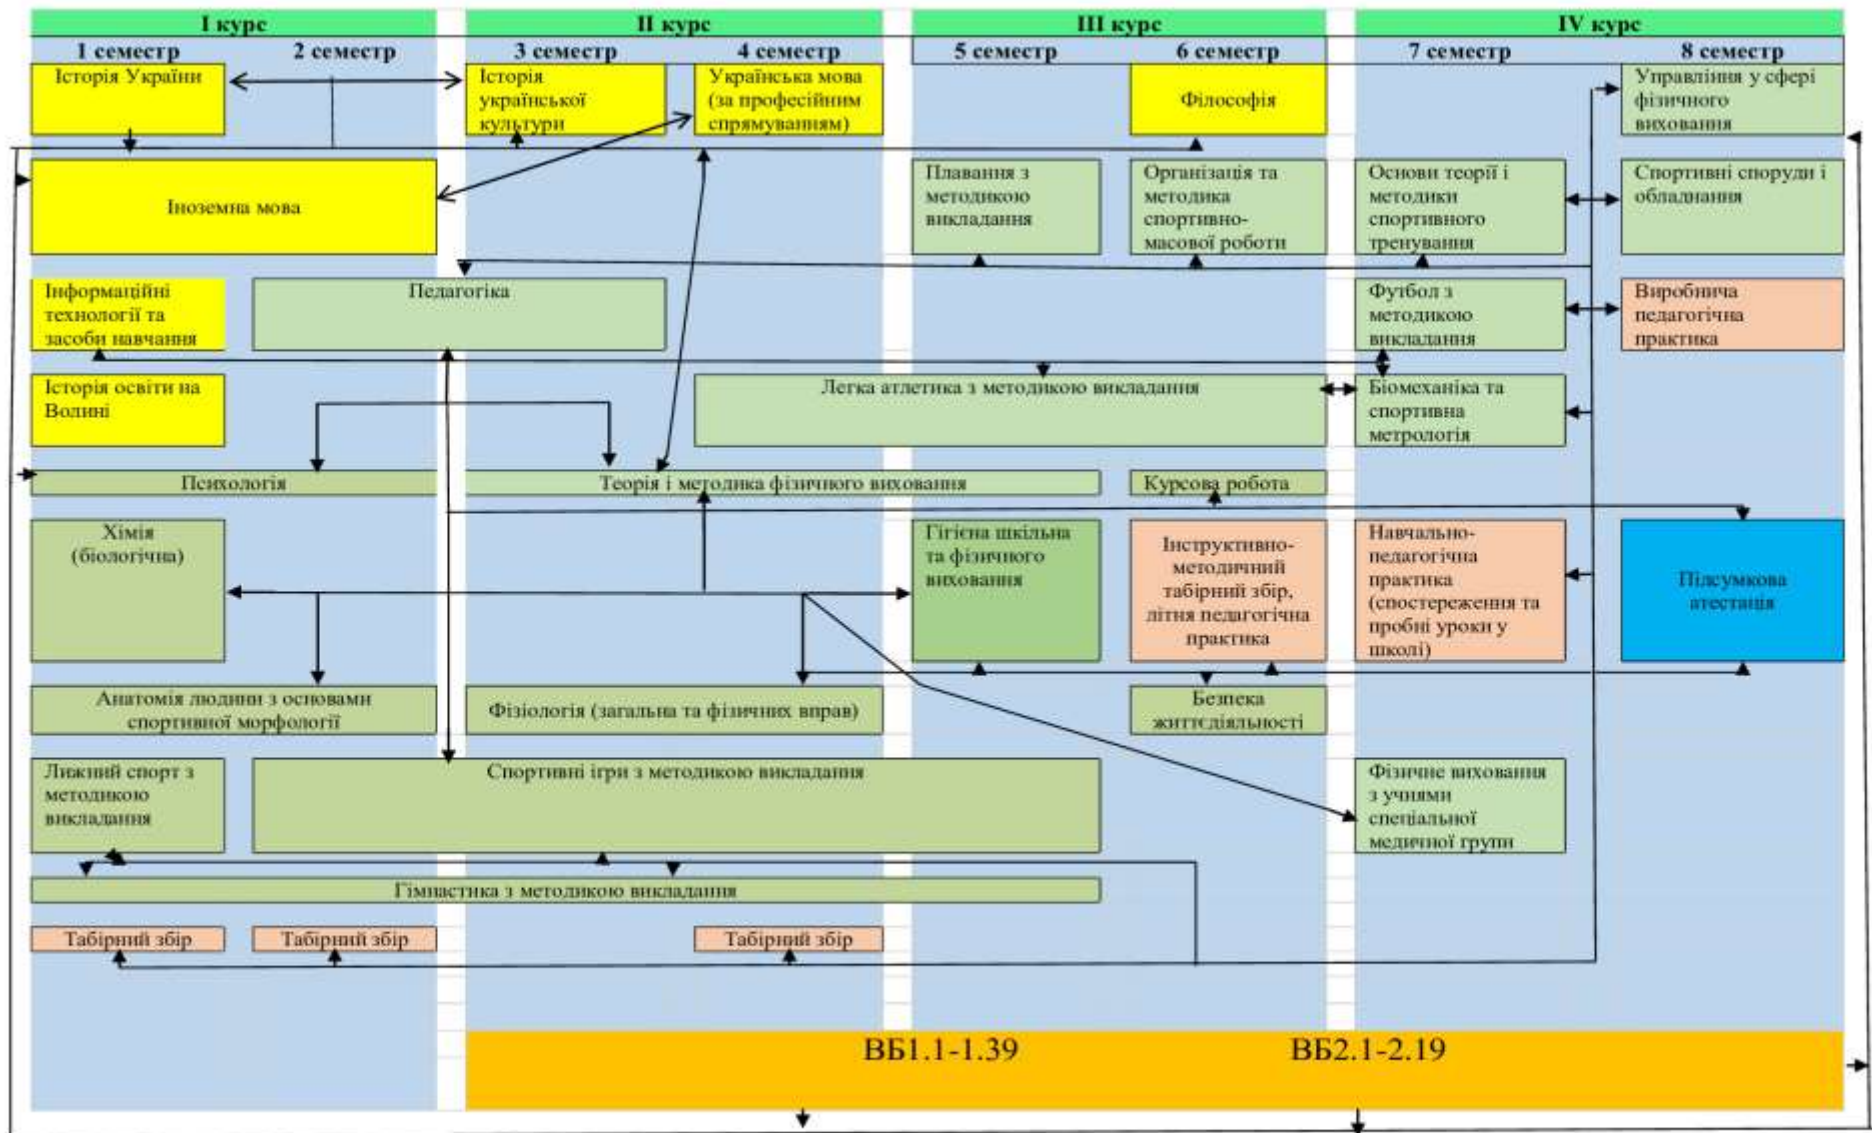 І курс
ІІ курс
ІІІ курс
IV курс
1 семестр
2 семестр
3 семестр
4 семестр
5 семестр
6 семестр
7 семестр
8 семестр
Історія України
Історія
української
культури
Українська мова
(за професійним
спрямуванням)
Філософія
Управління у сфері
фізичного
виховання
Іноземна мова
Плавання з
методикою
викладання
Організація та
методика
спортивно-
масової роботи
Основи теорії і
методики
спортивного
тренування
Спортивні споруди і
обладнання
Інформаційні
технології та
засоби навчання
Педагогіка
Футбол з
методикою
викладання
Виробнича
педагогічна
практика
Історія освіти на
Волині
Легка атлетика з методикою викладання
Біомеханіка та
спортивна
метрологія
Психологія
Теорія і методика фізичного виховання
Курсова робота
Хімія
(біологічна)
Гігієна шкільна
та фізичного
виховання
Інструктивно-
методичний
табірний збір,
літня педагогічна
практика
Навчально-
педагогічна
практика
(спостереження та
пробні уроки у
школі)
Підсумкова
атестація
Анатомія людини з основами
спортивної морфології
Фізіологія (загальна та фізичних вправ)
Безпека
життєдіяльності
Лижний спорт з
методикою
викладання
Спортивні ігри з методикою викладання
Фізичне виховання
з учнями
спеціальної
медичної групи
Гімнастика з методикою викладання
Табірний збір
Табірний збір
Табірний збір
ВБ1.1-1.39
ВБ2.1-2.19